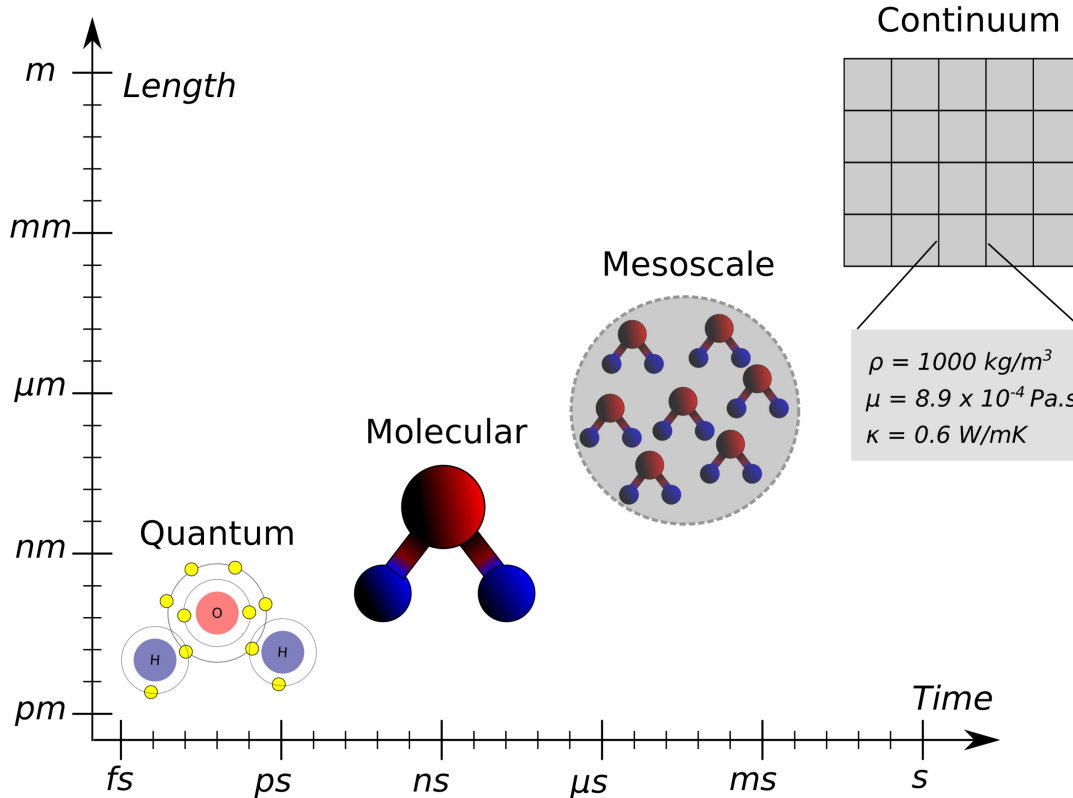 Continuum
m
Length
mm
Mesoscale
μm
ρ = 1000 kg/m³
μ = 8.9 x 10⁻⁴ Pa.s
κ = 0.6 W/mK
Molecular
Quantum
nm
O
H
H
pm
Time
fs
ps
ns
μs
ms
s